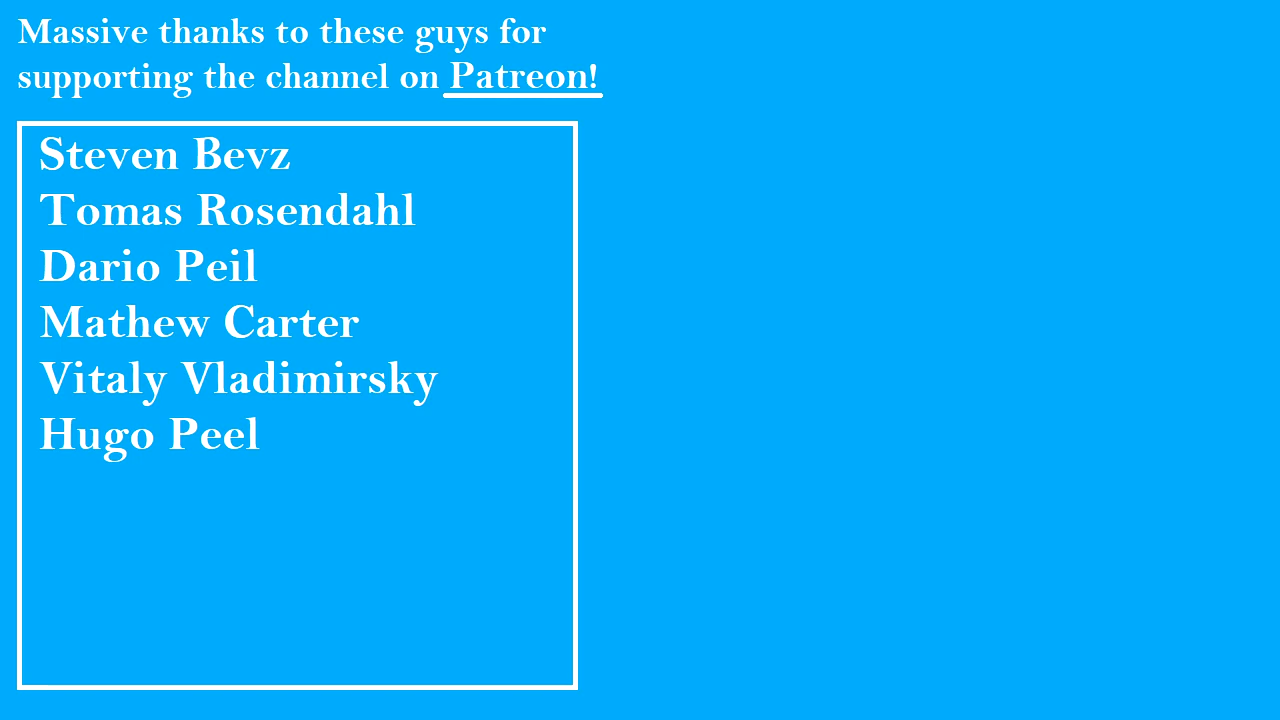 Massive thanks to these guys for
supporting the channel on Patreon!
Steven Bevz
Tomas Rosendahl
Dario Peil
Mathew Carter
Vitaly Vladimirsky
Hugo Peel